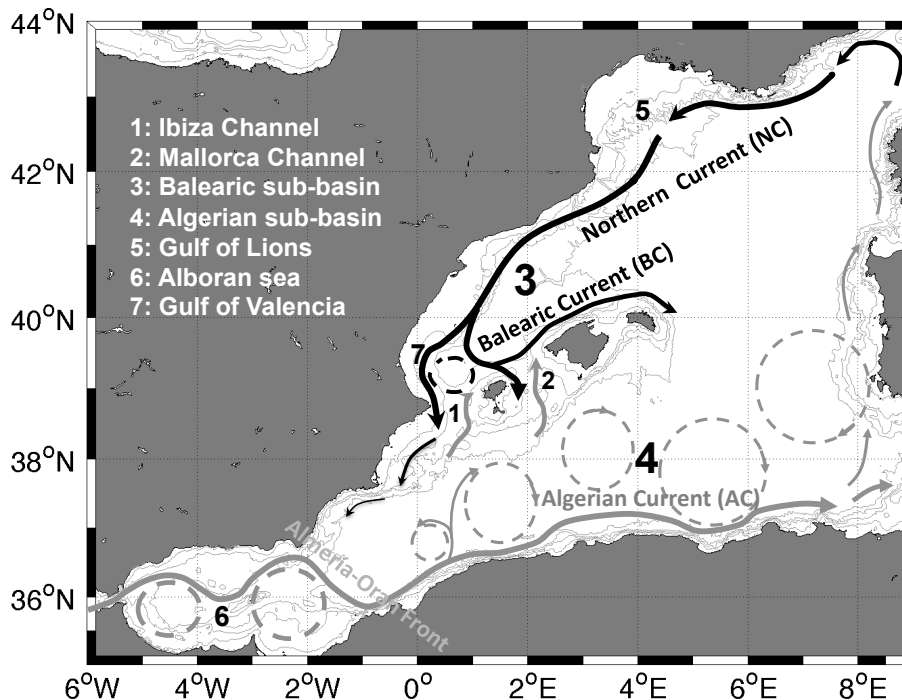 44°N
42°N
40°N
38°N
36°N
1: Ibiza Channel
2: Mallorca Channel
3: Balearic sub-basin
4: Algerian sub-basin
5: Gulf of Lions
6: Alboran sea
7: Gulf of Valencia
5
Northern Current (NC)
3
Balearic Current (BC)
7
2
1
4
Algerian Current (AC)
Almería-Oran Front
6
6°W 4°W 2°W 0° 2°E 4°E 6°E 8°E